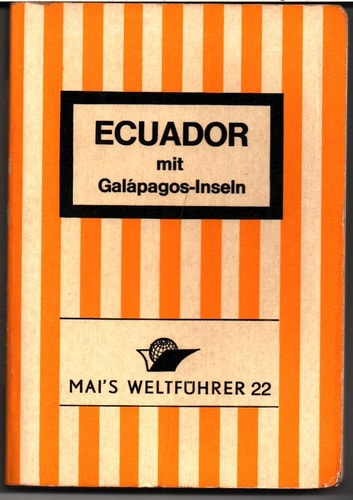 ECUADOR
mit
Galápagos-Inseln
MAI'S WELTFÜHRER 22